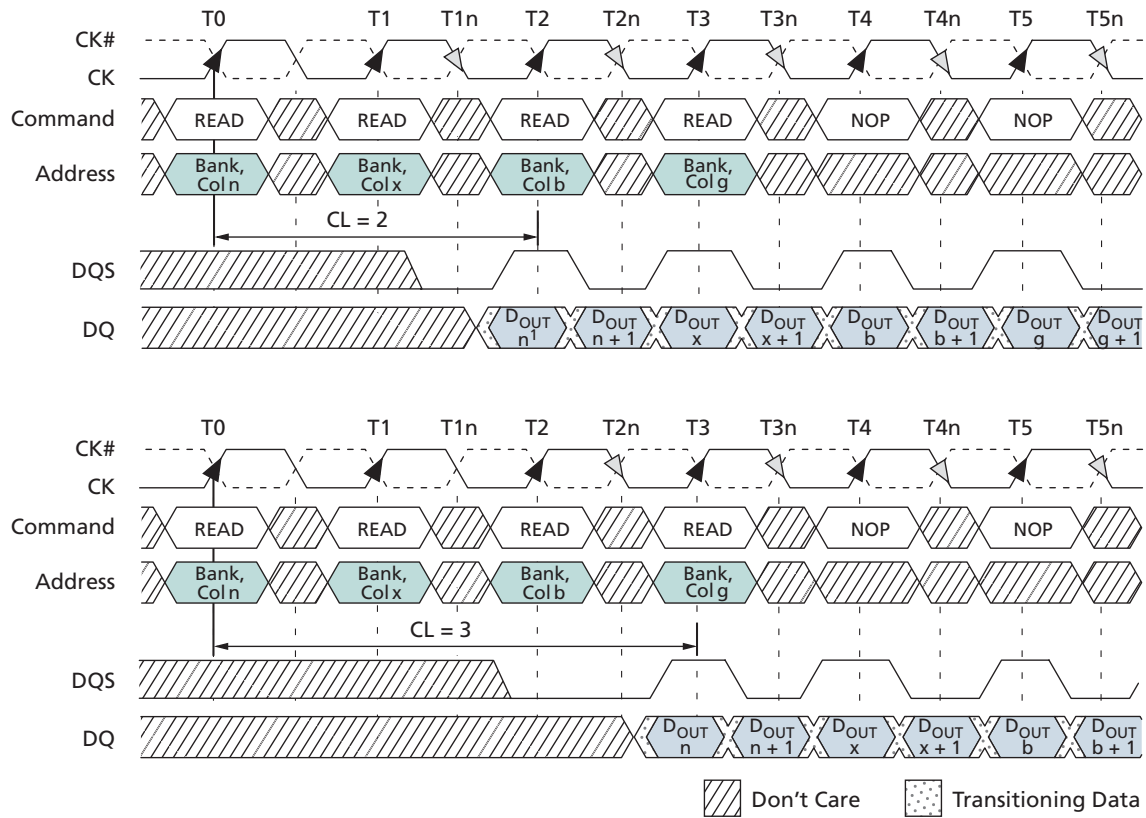 T0 T1 T1n T2 T2n T3 T3n T4 T4n T5 T5n
CK#
CK
Command READ READ READ READ NOP NOP
Address Bank, Col n Bank, Col x Bank, Col b Bank, Col g
CL = 2
DQS
DQ DOUT n1 DOUT n + 1 DOUT x DOUT x + 1 DOUT b DOUT b + 1 DOUT g DOUT g + 1
T0 T1 T1n T2 T2n T3 T3n T4 T4n T5 T5n
CK#
CK
Command READ READ READ READ NOP NOP
Address Bank, Col n Bank, Col x Bank, Col b Bank, Col g
CL = 3
DQS
DQ DOUT n DOUT n + 1 DOUT x DOUT x + 1 DOUT b DOUT b + 1
Don't Care Transitioning Data